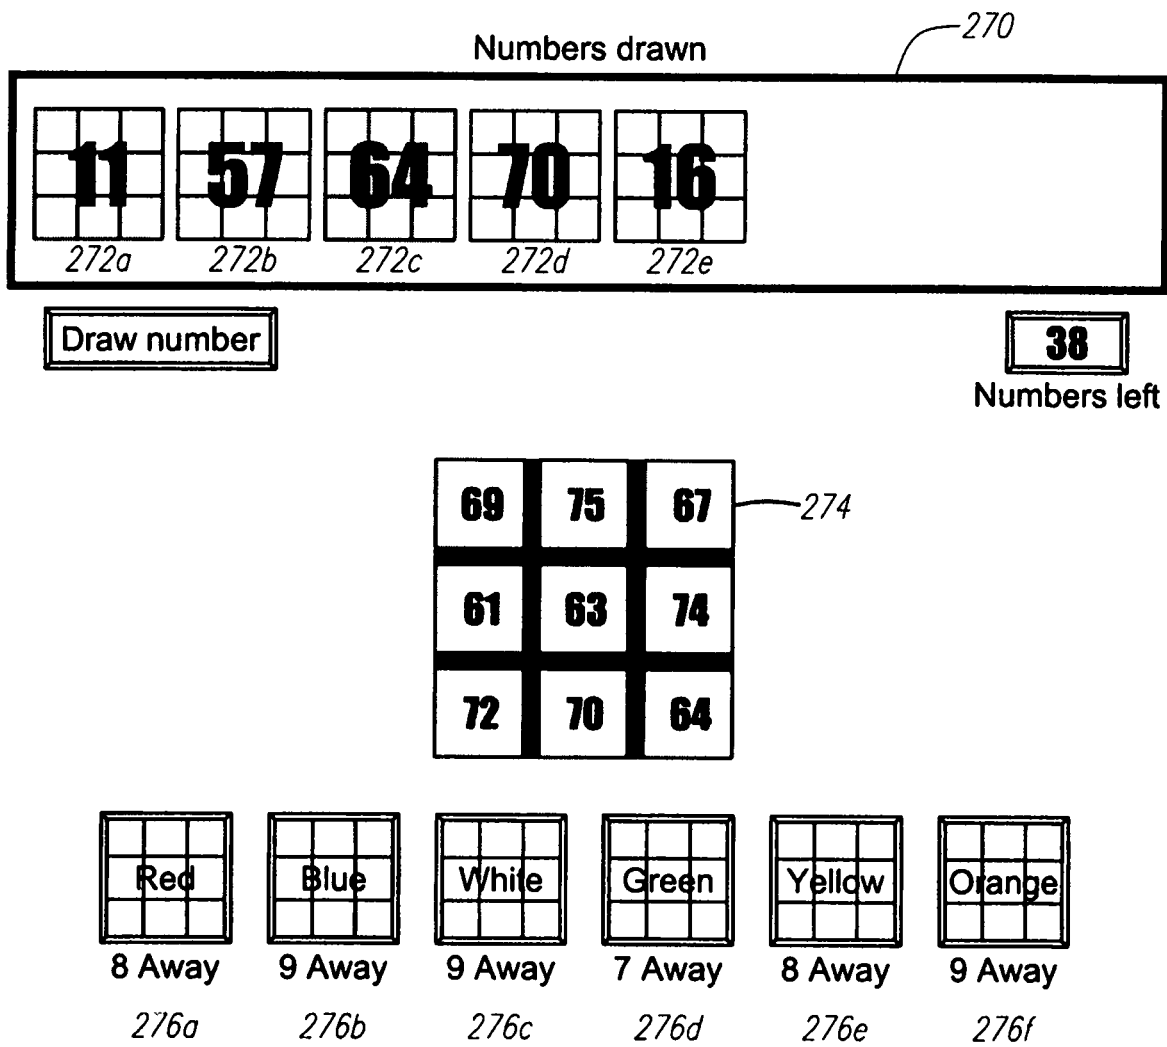 270
Numbers drawn
11 57 64 70 16
272a 272b 272c 272d 272e
Draw number
38
Numbers left
69 75 67
274
61 63 74
72 70 64
Red Blue White Green Yellow Orange
8 Away 9 Away 9 Away 7 Away 8 Away 9 Away
276a 276b 276c 276d 276e 276f